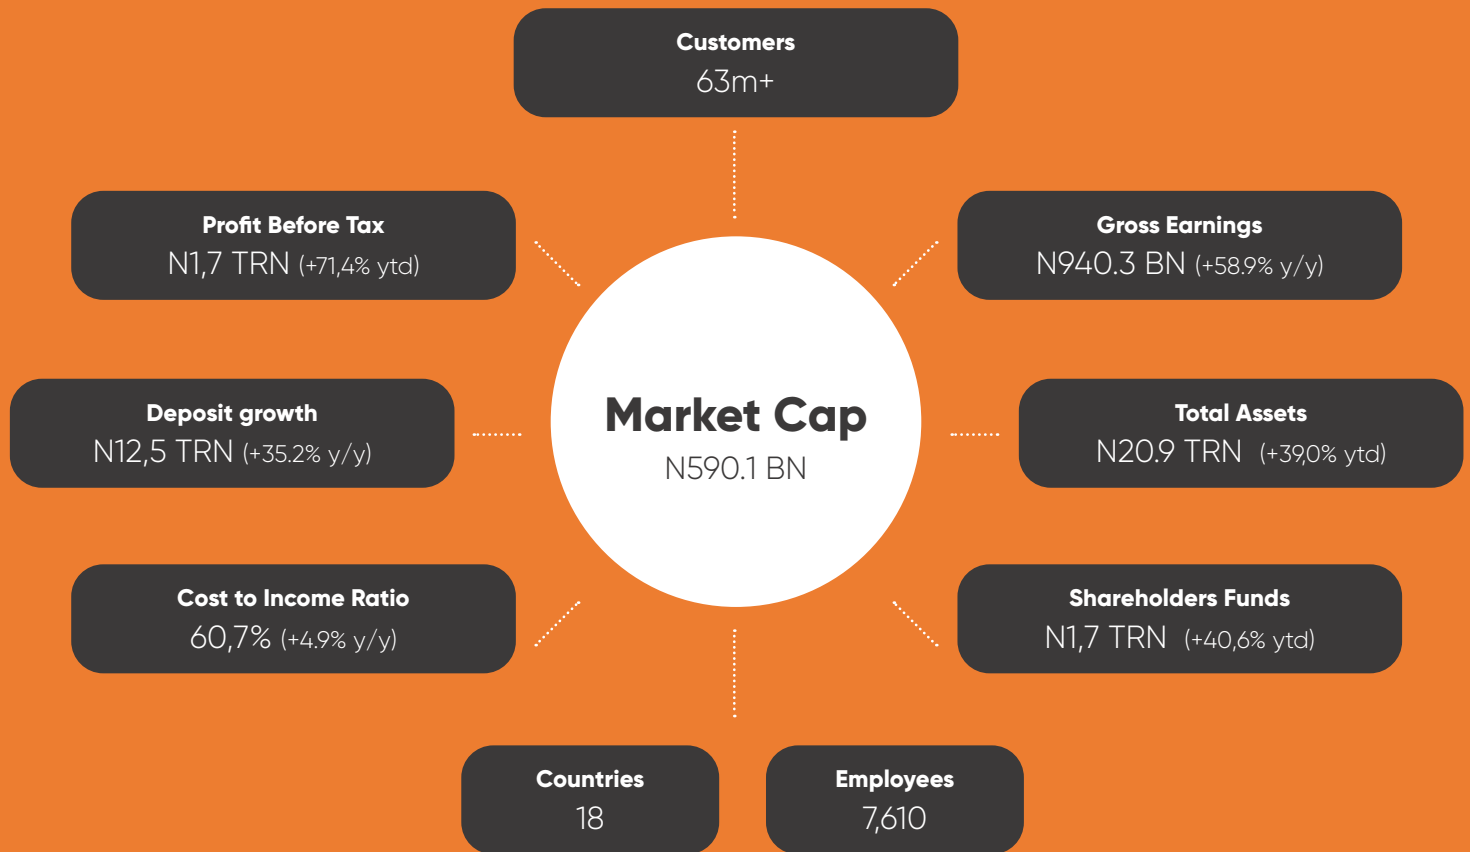 Customers
63m+
Profit Before Tax
N1,7 TRN (+71,4% ytd)
Gross Earnings
N940.3 BN (+58.9% y/y)
Deposit growth
N12,5 TRN (+35.2% y/y)
Market Cap
N590.1 BN
Total Assets
N20.9 TRN (+39,0% ytd)
Cost to Income Ratio
60,7% (+4.9% y/y)
Shareholders Funds
N1,7 TRN (+40,6% ytd)
Countries
18
Employees
7,610